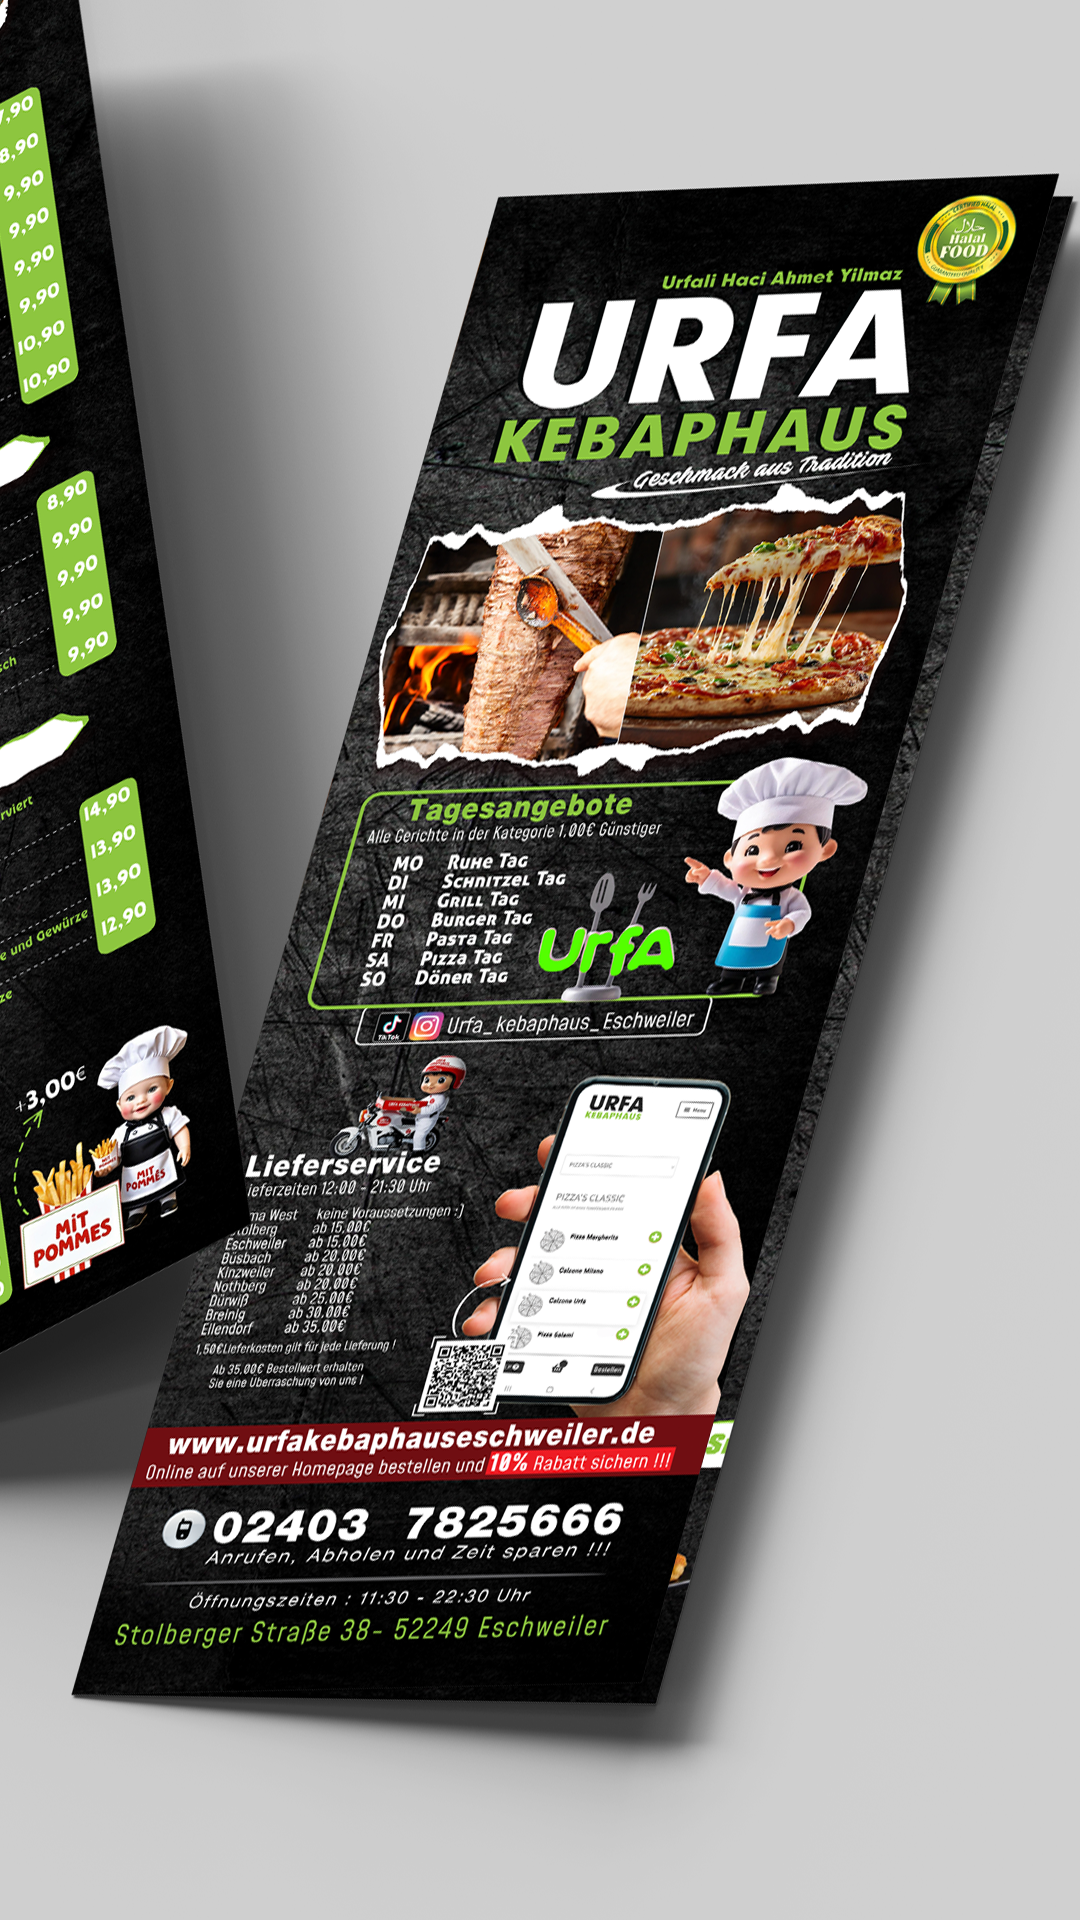 7,90
8,90
9,90
9,90
9,90
9,90
10,90
10,90
8,90
9,90
9,90
9,90
9,90
sch
rviert
14,90
13,90
13,90
12,90
e und Gewürze
ze
+3,00€
MIT POMMES
MiT
POMMES
CERTIFIED HALAL
حلال
Halal
FOOD
GUARANTEED QUALITY
Urfali Haci Ahmet Yilmaz
URFA
KEBAPHAUS
Geschmack aus Tradition
Tagesangebote
Alle Gerichte in der Kategorie 1,00€ Günstiger
MO Ruhe Tag
DI Schnitzel Tag
MI Grill Tag
DO Burger Tag
FR Pasta Tag
SA Pizza Tag
SO Döner Tag
urfA
TikTok
Urfa_kebaphaus_Eschweiler
Lieferservice
ieferzeiten 12:00 - 21:30 Uhr
ma West keine Voraussetzungen :)
tolberg ab 15,00€
Eschweiler ab 15,00€
Büsbach ab 20,00€
Kinzweiler ab 20,00€
Nothberg ab 20,00€
Dürwiß ab 25,00€
Breinig ab 30,00€
Eilendorf ab 35,00€
1,50€Lieferkosten gilt für jede Lieferung !
Ab 35,00€ Bestellwert erhalten
Sie eine Überraschung von uns !
URFA
KEBAPHAUS
Menu
PIZZA'S CLASSIC
PIZZA'S CLASSIC
Pizza Margherita
Calzone Milano
Calzone Urfa
Pizza Salami
Bestellen
www.urfakebaphauseschweiler.de
Online auf unserer Homepage bestellen und 10% Rabatt sichern !!!
02403 7825666
Anrufen, Abholen und Zeit sparen !!!
Öffnungszeiten : 11:30 - 22:30 Uhr
Stolberger Straße 38- 52249 Eschweiler